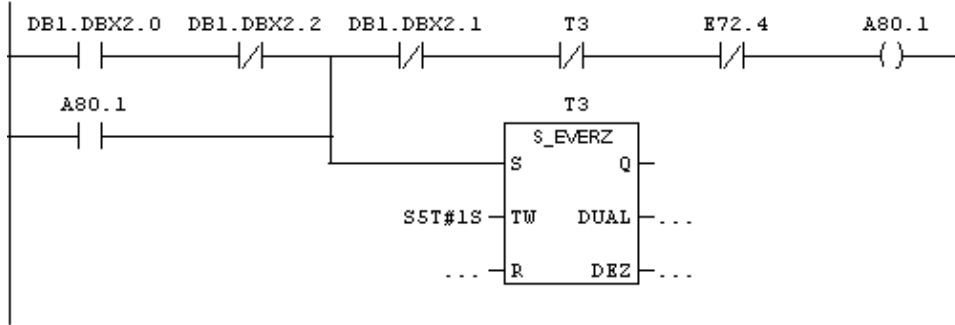 DB1.DBX2.0 DB1.DBX2.2 DB1.DBX2.1 T3 E72.4 A80.1
A80.1 T3
S_EVERZ
S Q
S5T#1S TW DUAL ...
... R DEZ ...